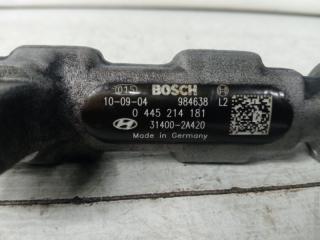 BOSCH
10-09-04 984638 L2
0 445 214 181
31400-2A420
Made in Germany